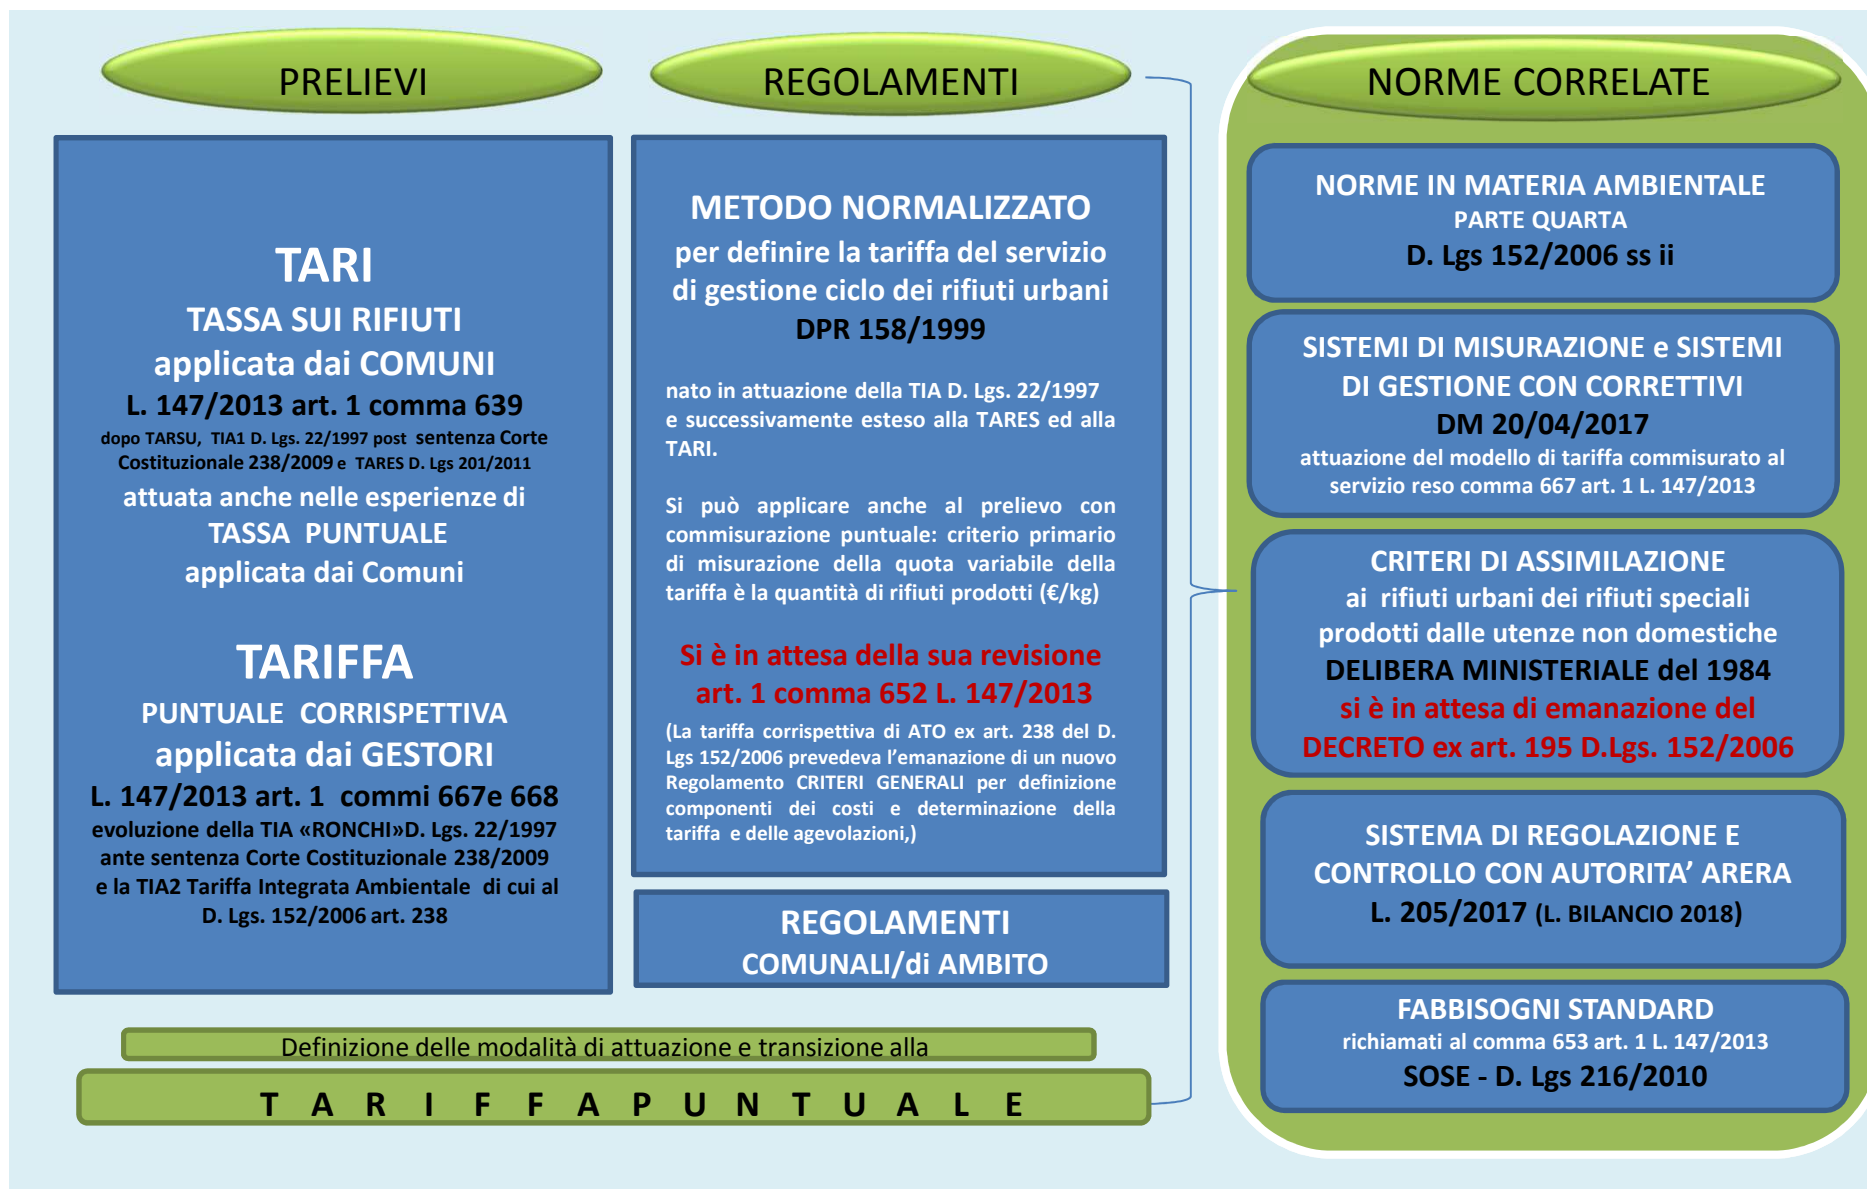 PRELIEVI
TARI
TASSA SUI RIFIUTI
applicata dai COMUNI
L. 147/2013 art. 1 comma 639
dopo TARSU, TIA1 D. Lgs. 22/1997 post sentenza Corte
Costituzionale 238/2009 e TARES D. Lgs 201/2011
attuata anche nelle esperienze di
TASSA PUNTUALE
applicata dai Comuni
TARIFFA
PUNTUALE CORRISPETTIVA
applicata dai GESTORI
L. 147/2013 art. 1 commi 667e 668
evoluzione della TIA «RONCHI»D. Lgs. 22/1997
ante sentenza Corte Costituzionale 238/2009
e la TIA2 Tariffa Integrata Ambientale di cui al
D. Lgs. 152/2006 art. 238
REGOLAMENTI
METODO NORMALIZZATO
per definire la tariffa del servizio
di gestione ciclo dei rifiuti urbani
DPR 158/1999
nato in attuazione della TIA D. Lgs. 22/1997
e successivamente esteso alla TARES ed alla
TARI.
Si può applicare anche al prelievo con
commisurazione puntuale: criterio primario
di misurazione della quota variabile della
tariffa è la quantità di rifiuti prodotti (€/kg)
Si è in attesa della sua revisione
art. 1 comma 652 L. 147/2013
(La tariffa corrispettiva di ATO ex art. 238 del D.
Lgs 152/2006 prevedeva l'emanazione di un nuovo
Regolamento CRITERI GENERALI per definizione
componenti dei costi e determinazione della
tariffa e delle agevolazioni,)
REGOLAMENTI
COMUNALI/di AMBITO
Definizione delle modalità di attuazione e transizione alla
T A R I F F A P U N T U A L E
NORME CORRELATE
NORME IN MATERIA AMBIENTALE
PARTE QUARTA
D. Lgs 152/2006 ss ii
SISTEMI DI MISURAZIONE e SISTEMI
DI GESTIONE CON CORRETTIVI
DM 20/04/2017
attuazione del modello di tariffa commisurato al
servizio reso comma 667 art. 1 L. 147/2013
CRITERI DI ASSIMILAZIONE
ai rifiuti urbani dei rifiuti speciali
prodotti dalle utenze non domestiche
DELIBERA MINISTERIALE del 1984
si è in attesa di emanazione del
DECRETO ex art. 195 D.Lgs. 152/2006
SISTEMA DI REGOLAZIONE E
CONTROLLO CON AUTORITA' ARERA
L. 205/2017 (L. BILANCIO 2018)
FABBISOGNI STANDARD
richiamati al comma 653 art. 1 L. 147/2013
SOSE - D. Lgs 216/2010